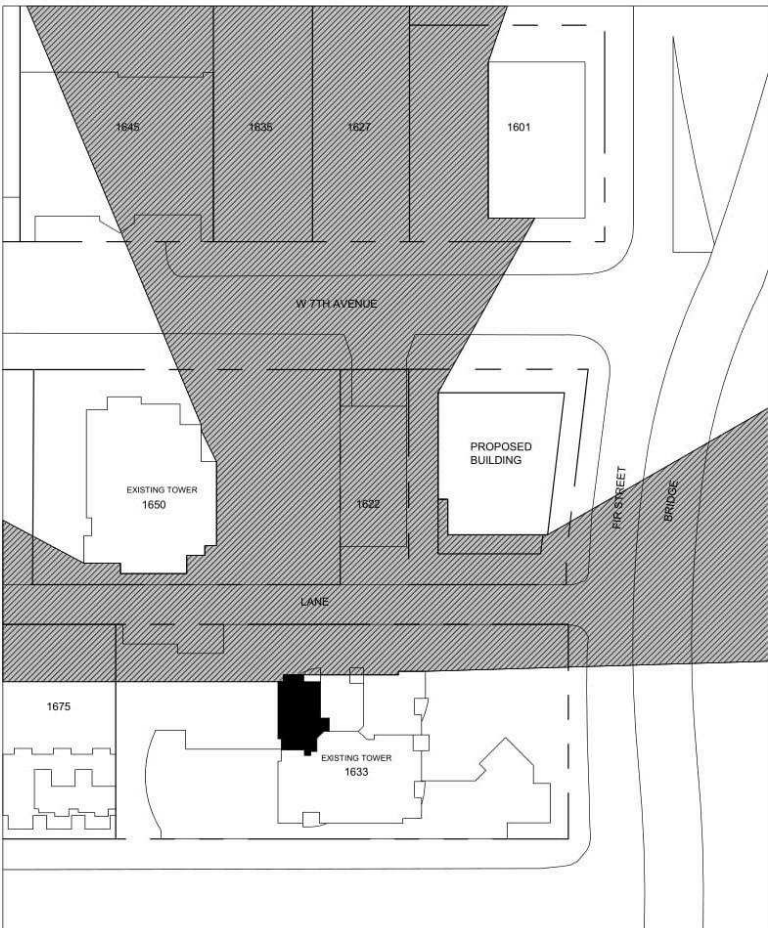 1645
1635
1627
1601
W 7TH AVENUE
PROPOSED
BUILDING
EXISTING TOWER
1650
1622
FIR STREET
BRIDGE
LANE
1675
EXISTING TOWER
1633